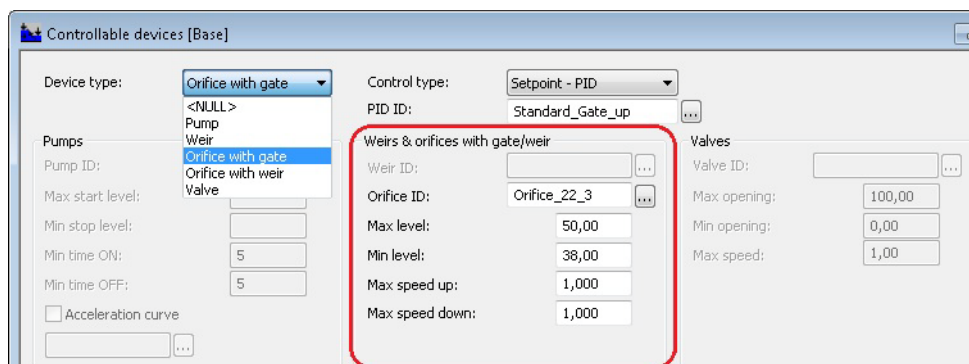 Controllable devices [Base]
Device type: Orifice with gate Control type: Setpoint - PID
<NULL>
Pump
Weir
Orifice with gate
Orifice with weir
Valve
PID ID: Standard_Gate_up ...
Pumps
Pump ID:
Max start level:
Min stop level:
Min time ON: 5
Min time OFF: 5
Acceleration curve
...
Weirs & orifices with gate/weir
Weir ID: ...
Orifice ID: Orifice_22_3 ...
Max level: 50,00
Min level: 38,00
Max speed up: 1,000
Max speed down: 1,000
Valves
Valve ID: ...
Max opening: 100,00
Min opening: 0,00
Max speed: 1,00